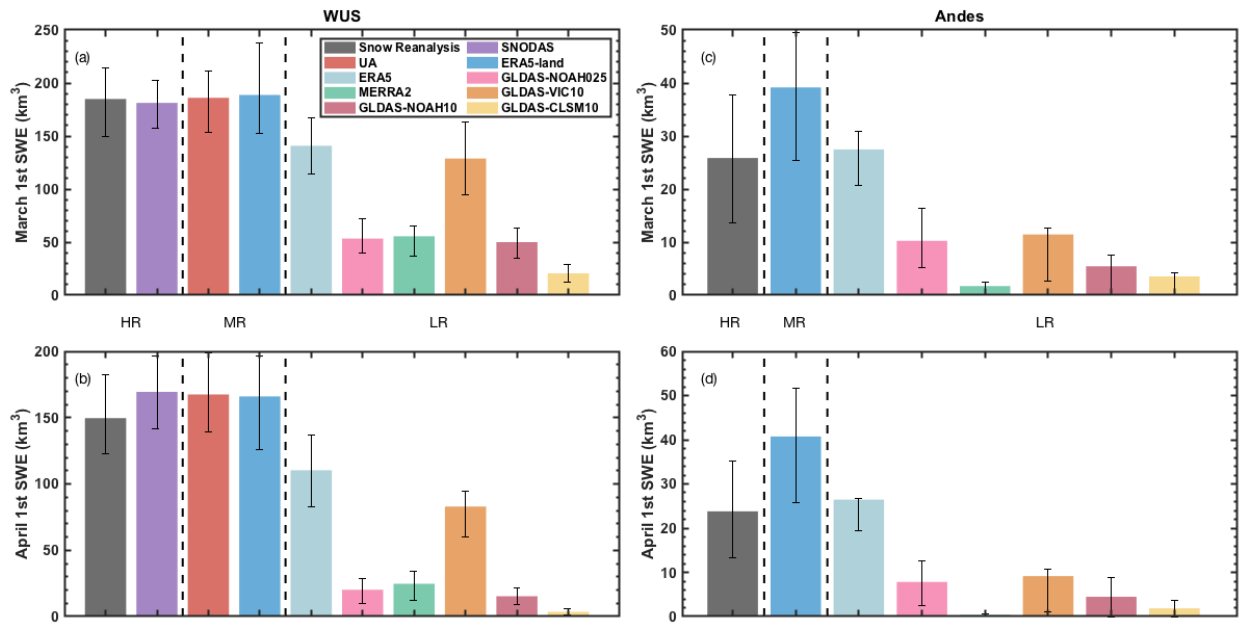 WUS
Andes
250
200
150
100
50
0
March 1st SWE (km³)
(a)
Snow Reanalysis
UA
ERA5
MERRA2
GLDAS-NOAH10
SNODAS
ERA5-land
GLDAS-NOAH025
GLDAS-VIC10
GLDAS-CLSM10
HR
MR
LR
50
40
30
20
10
0
March 1st SWE (km³)
(c)
HR
MR
LR
200
150
100
50
0
April 1st SWE (km³)
(b)
60
50
40
30
20
10
0
April 1st SWE (km³)
(d)